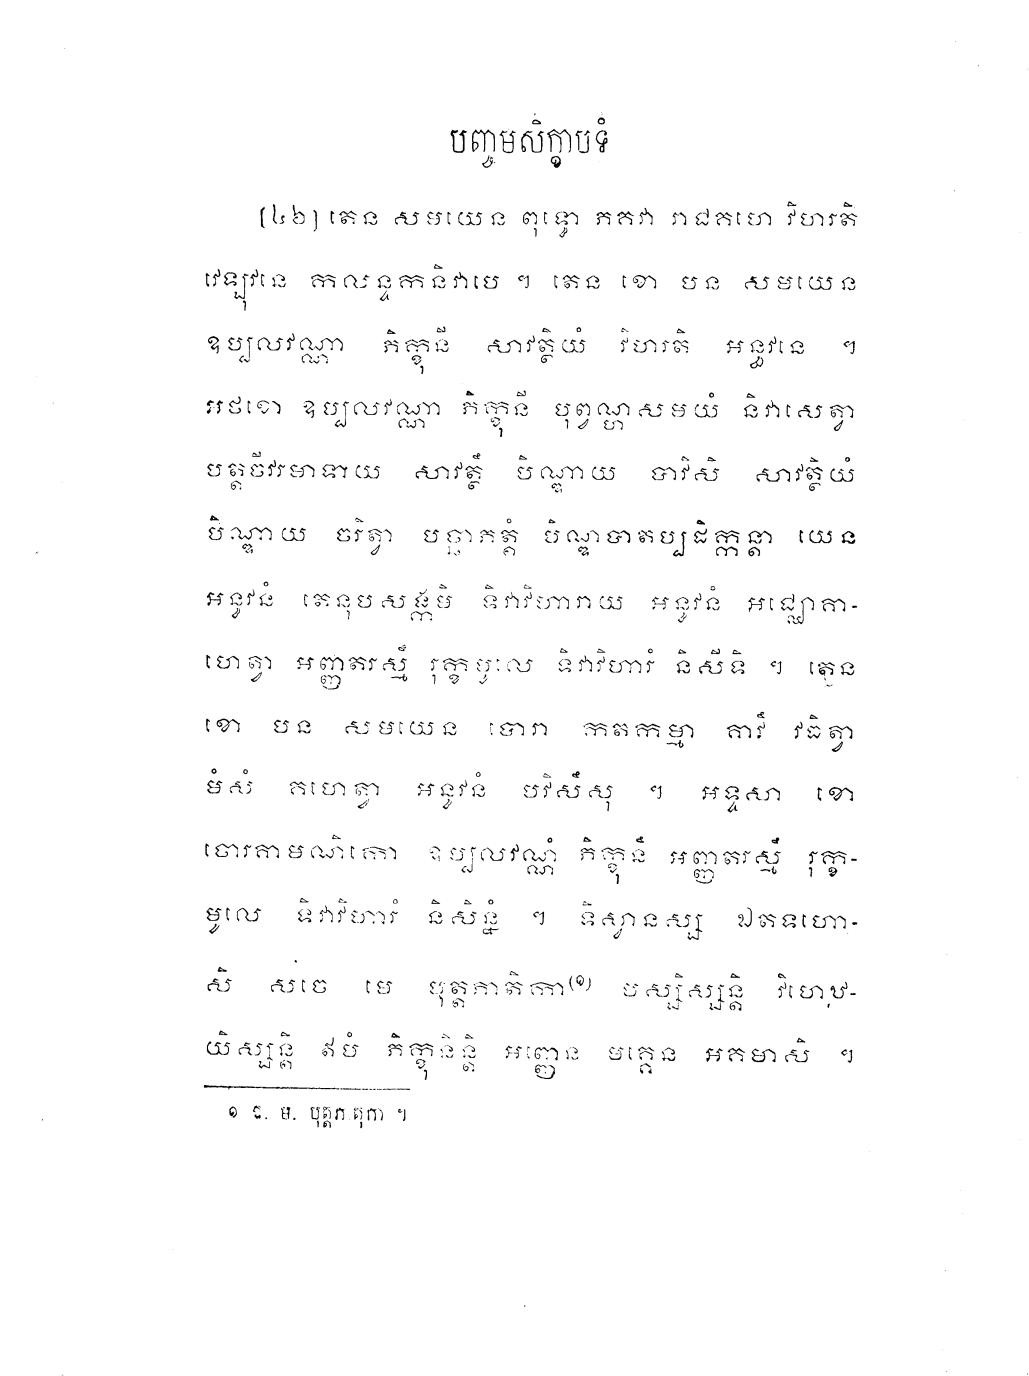 បញ្ចមសិក្ខាបទំ
[៤៦] តេន សមយេន ពុទ្ធោ ភគវា រាជគហេ វិហរតិ
វេឡុវនេ កលន្ទកនិវាបេ ។ តេន ខោ បន សមយេន
ឧប្បលវណ្ណា ភិក្ខុនី សាវត្ថិយំ វិហរតិ អន្ធវនេ ។
អថខោ ឧប្បលវណ្ណា ភិក្ខុនី បុព្វណ្ហសមយំ និវាសេត្វា
បត្តចីវរមាទាយ សាវត្ថឹ បិណ្ឌាយ បាវិសិ សាវត្ថិយំ
បិណ្ឌាយ ចរិត្វា បច្ឆាភត្តំ បិណ្ឌបាតប្បដិក្កន្តា យេន
អន្ធវនំ តេនុបសង្កមិ ទិវាវិហារាយ អន្ធវនំ អជ្ឈោគា-
ហេត្វា អញ្ញតរស្មឹ រុក្ខមូលេ ទិវាវិហារំ និសីទិ ។ តេន
ខោ បន សមយេន ចោរា កតកម្មា គាវឹ វធិត្វា
មំសំ គហេត្វា អន្ធវនំ បវិសឹសុ ។ អទ្ទសា ខោ
ចោរគាមណិកោ ឧប្បលវណ្ណំ ភិក្ខុនឹ អញ្ញតរស្មឹ រុក្ខ-
មូលេ ទិវាវិហារំ និសិន្នំ ។ ទិស្វានស្ស ឯតទហោ-
សិ សចេ មេ បុត្តភាតិកា(១) បស្សិស្សន្តិ វិហេឋ-
យិស្សន្តិ ឥមំ ភិក្ខុនិន្តិ អញ្ញេន មគ្គេន អគមាសិ ។
១ ឱ. ម. បុត្តភាតុកា ។